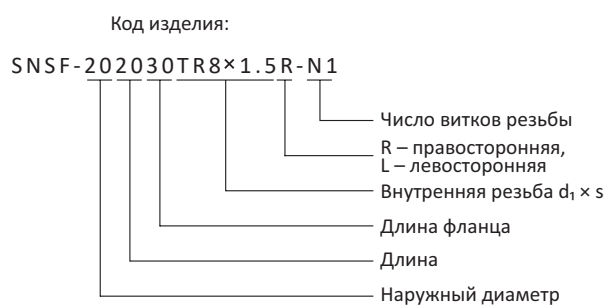 Код изделия:
SNSF-202030TR8×1.5R-N1
Число витков резьбы
R – правосторонняя,
L – левосторонняя
Внутренняя резьба d₁ × s
Длина фланца
Длина
Наружный диаметр